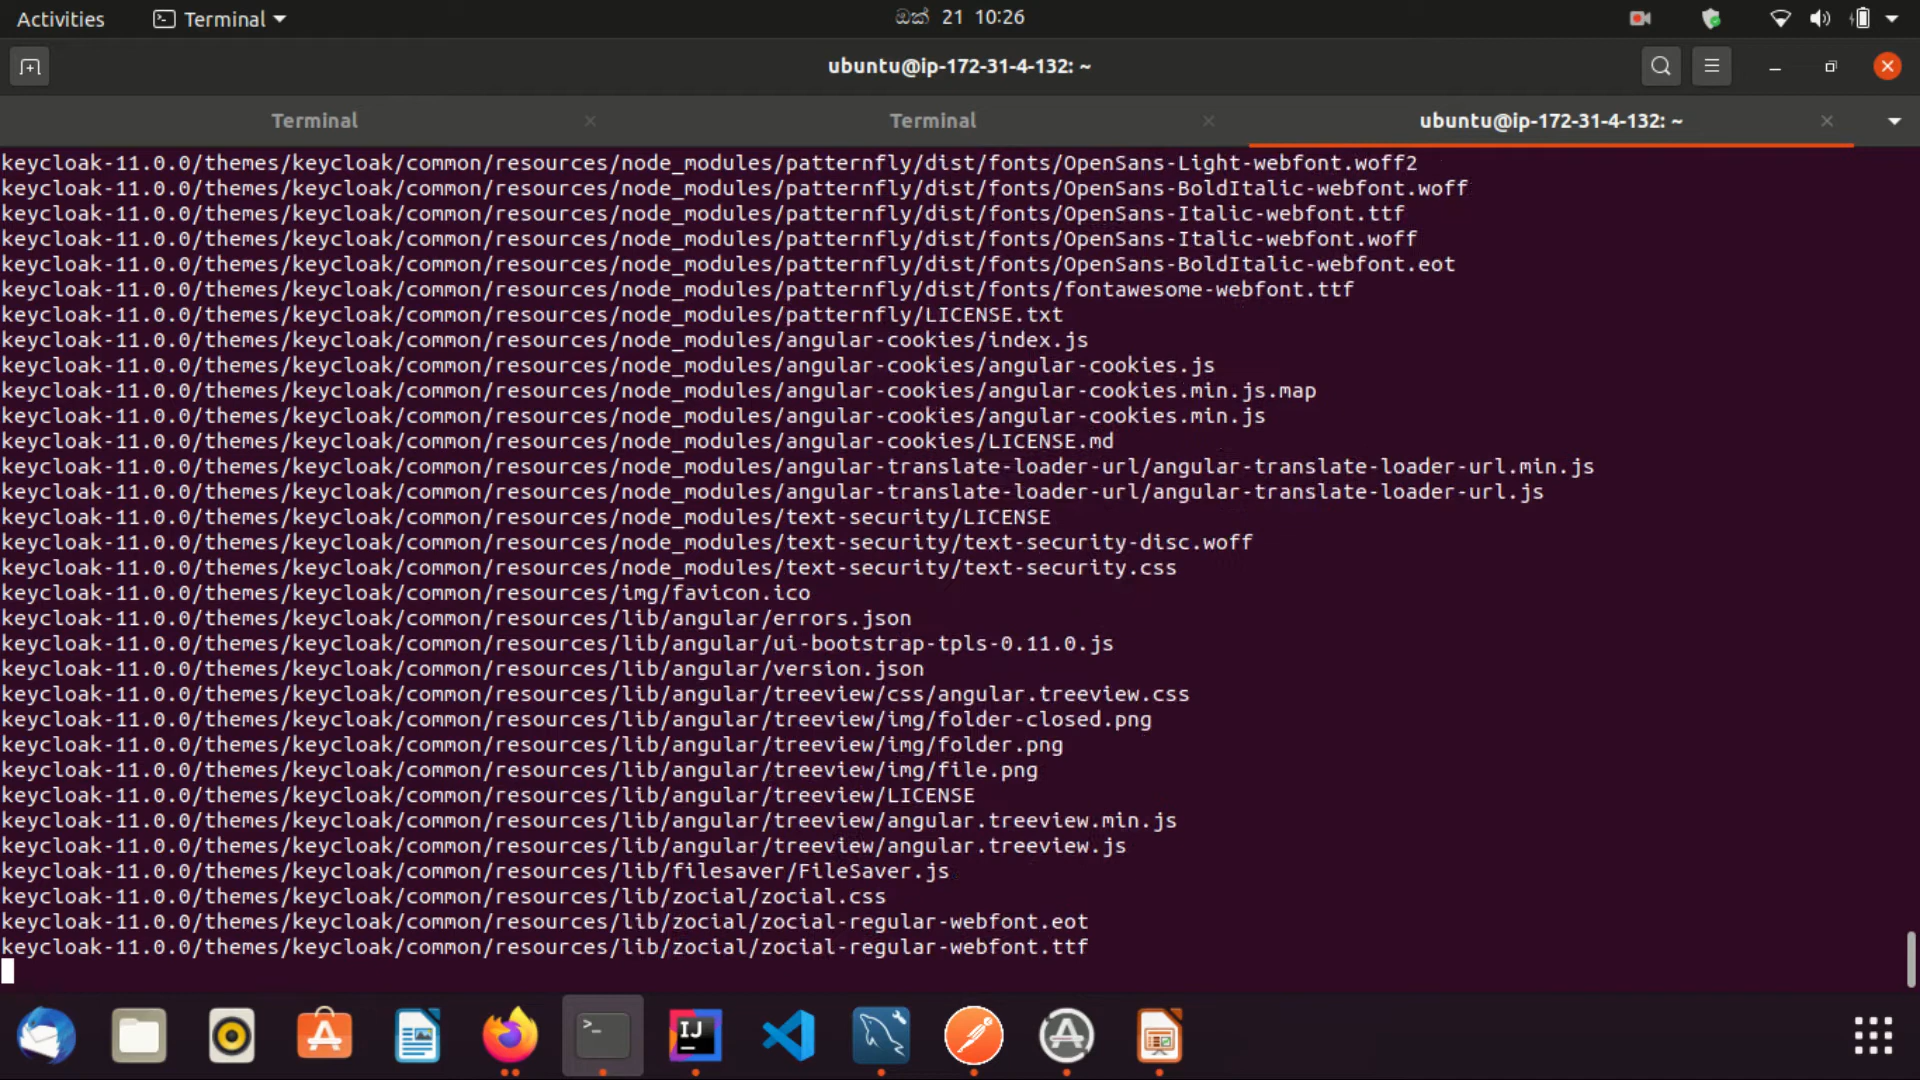 Activities
Terminal
ඔක් 21 10:26
ubuntu@ip-172-31-4-132: ~
Terminal
Terminal
ubuntu@ip-172-31-4-132: ~
keycloak-11.0.0/themes/keycloak/common/resources/node_modules/patternfly/dist/fonts/OpenSans-Light-webfont.woff2
keycloak-11.0.0/themes/keycloak/common/resources/node_modules/patternfly/dist/fonts/OpenSans-BoldItalic-webfont.woff
keycloak-11.0.0/themes/keycloak/common/resources/node_modules/patternfly/dist/fonts/OpenSans-Italic-webfont.ttf
keycloak-11.0.0/themes/keycloak/common/resources/node_modules/patternfly/dist/fonts/OpenSans-Italic-webfont.woff
keycloak-11.0.0/themes/keycloak/common/resources/node_modules/patternfly/dist/fonts/OpenSans-BoldItalic-webfont.eot
keycloak-11.0.0/themes/keycloak/common/resources/node_modules/patternfly/dist/fonts/fontawesome-webfont.ttf
keycloak-11.0.0/themes/keycloak/common/resources/node_modules/patternfly/LICENSE.txt
keycloak-11.0.0/themes/keycloak/common/resources/node_modules/angular-cookies/index.js
keycloak-11.0.0/themes/keycloak/common/resources/node_modules/angular-cookies/angular-cookies.js
keycloak-11.0.0/themes/keycloak/common/resources/node_modules/angular-cookies/angular-cookies.min.js.map
keycloak-11.0.0/themes/keycloak/common/resources/node_modules/angular-cookies/angular-cookies.min.js
keycloak-11.0.0/themes/keycloak/common/resources/node_modules/angular-cookies/LICENSE.md
keycloak-11.0.0/themes/keycloak/common/resources/node_modules/angular-translate-loader-url/angular-translate-loader-url.min.js
keycloak-11.0.0/themes/keycloak/common/resources/node_modules/angular-translate-loader-url/angular-translate-loader-url.js
keycloak-11.0.0/themes/keycloak/common/resources/node_modules/text-security/LICENSE
keycloak-11.0.0/themes/keycloak/common/resources/node_modules/text-security/text-security-disc.woff
keycloak-11.0.0/themes/keycloak/common/resources/node_modules/text-security/text-security.css
keycloak-11.0.0/themes/keycloak/common/resources/img/favicon.ico
keycloak-11.0.0/themes/keycloak/common/resources/lib/angular/errors.json
keycloak-11.0.0/themes/keycloak/common/resources/lib/angular/ui-bootstrap-tpls-0.11.0.js
keycloak-11.0.0/themes/keycloak/common/resources/lib/angular/version.json
keycloak-11.0.0/themes/keycloak/common/resources/lib/angular/treeview/css/angular.treeview.css
keycloak-11.0.0/themes/keycloak/common/resources/lib/angular/treeview/img/folder-closed.png
keycloak-11.0.0/themes/keycloak/common/resources/lib/angular/treeview/img/folder.png
keycloak-11.0.0/themes/keycloak/common/resources/lib/angular/treeview/img/file.png
keycloak-11.0.0/themes/keycloak/common/resources/lib/angular/treeview/LICENSE
keycloak-11.0.0/themes/keycloak/common/resources/lib/angular/treeview/angular.treeview.min.js
keycloak-11.0.0/themes/keycloak/common/resources/lib/angular/treeview/angular.treeview.js
keycloak-11.0.0/themes/keycloak/common/resources/lib/filesaver/FileSaver.js
keycloak-11.0.0/themes/keycloak/common/resources/lib/zocial/zocial.css
keycloak-11.0.0/themes/keycloak/common/resources/lib/zocial/zocial-regular-webfont.eot
keycloak-11.0.0/themes/keycloak/common/resources/lib/zocial/zocial-regular-webfont.ttf
IJ